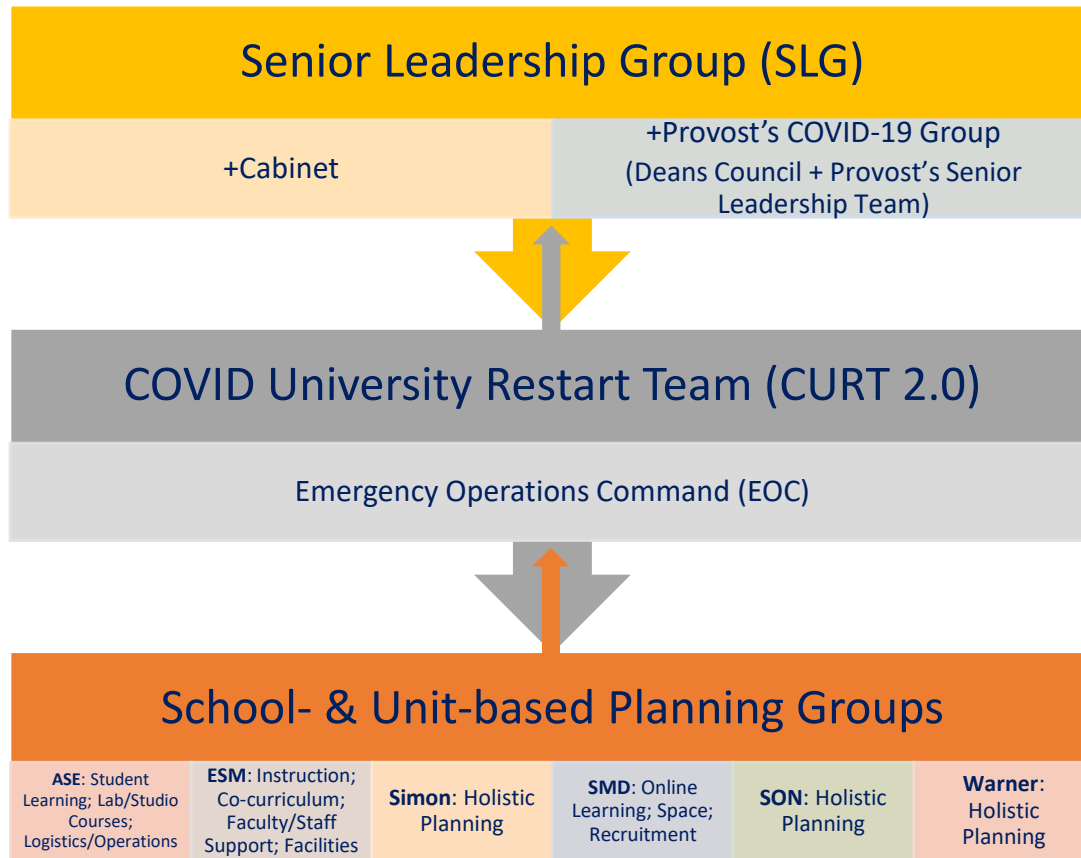 Senior Leadership Group (SLG)
+Cabinet
+Provost’s COVID-19 Group
(Deans Council + Provost’s Senior
Leadership Team)
COVID University Restart Team (CURT 2.0)
Emergency Operations Command (EOC)
School- & Unit-based Planning Groups
ASE: Student
Learning; Lab/Studio
Courses;
Logistics/Operations
ESM: Instruction;
Co-curriculum;
Faculty/Staff
Support; Facilities
Simon: Holistic
Planning
SMD: Online
Learning; Space;
Recruitment
SON: Holistic
Planning
Warner:
Holistic
Planning